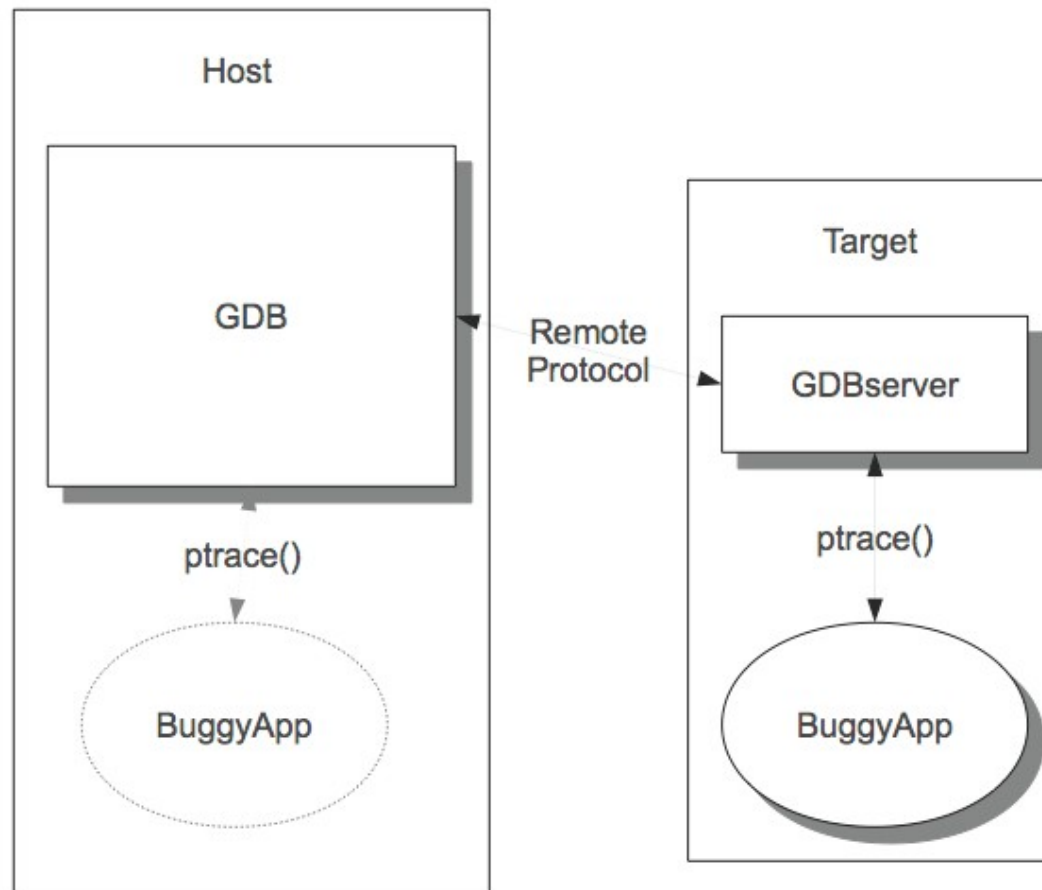 Host
GDB
ptrace()
BuggyApp
Remote
Protocol
Target
GDBserver
ptrace()
BuggyApp